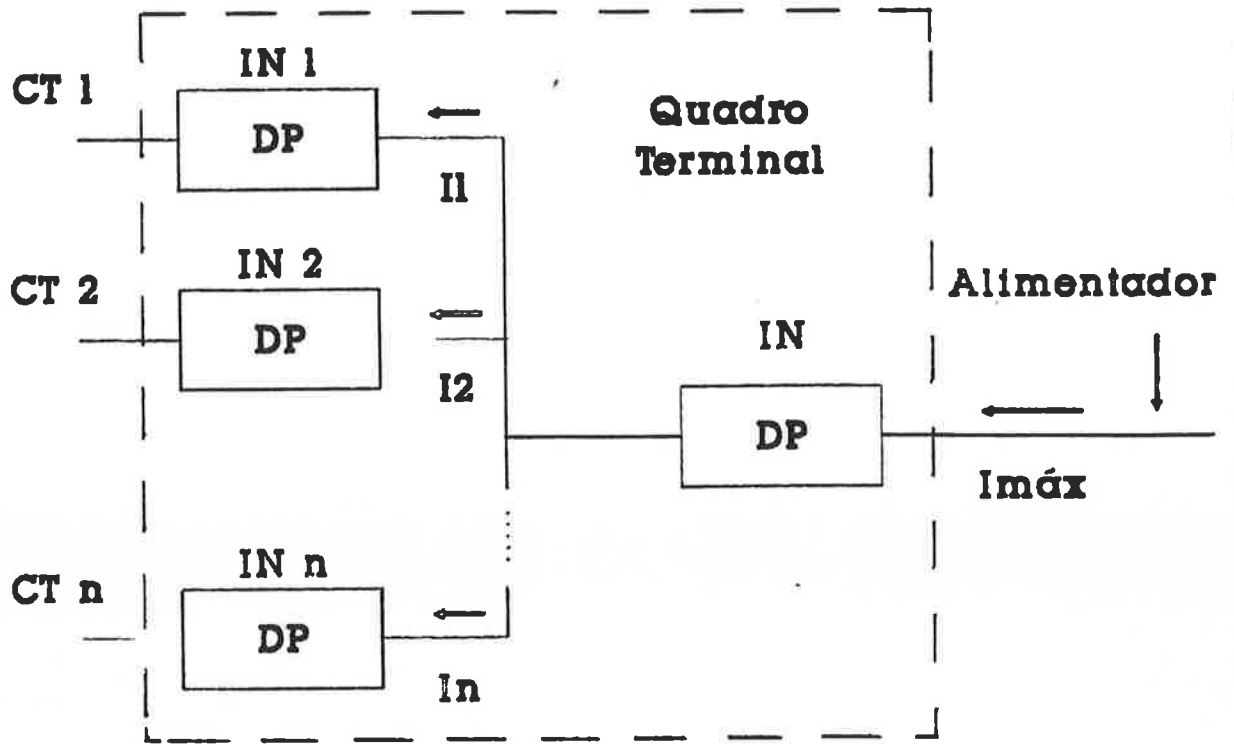 IN 1
CT 1
DP
Quadro
Terminal
I1
IN 2
CT 2
DP
I2
Alimentador
IN
DP
Imáx
IN n
CT n
DP
In